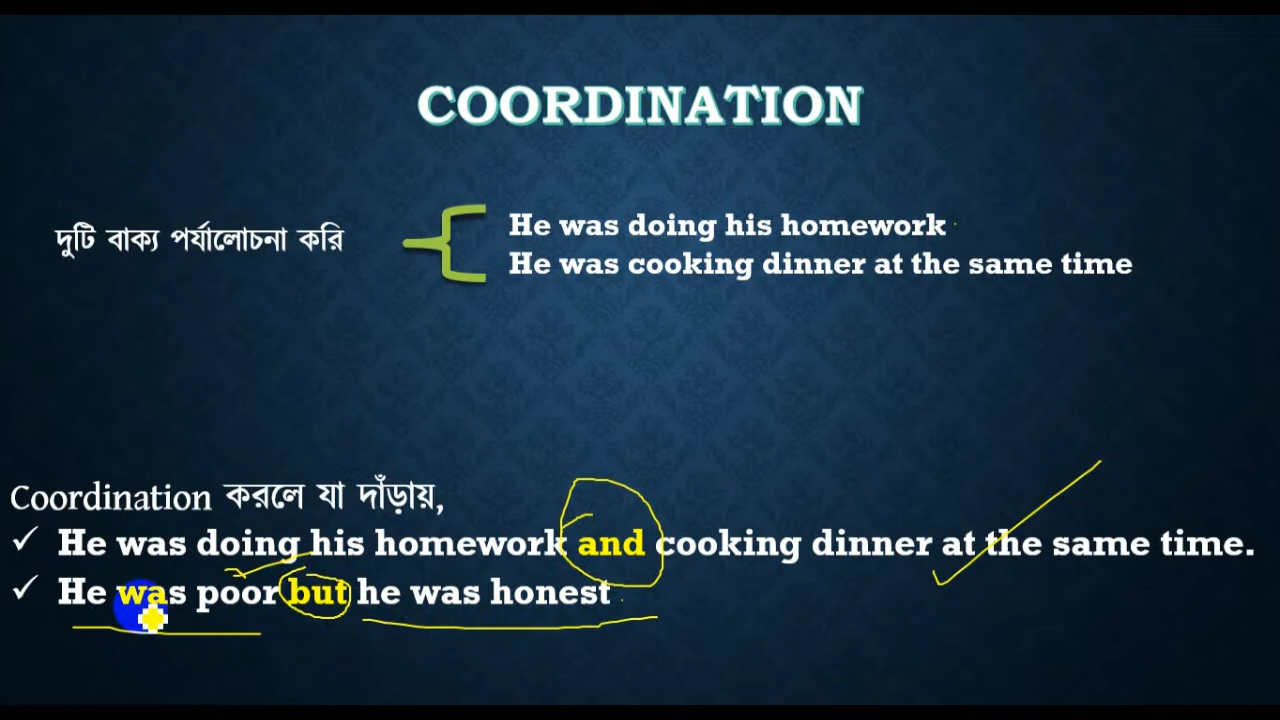 COORDINATION
দুটি বাক্য পর্যালোচনা করি
He was doing his homework
He was cooking dinner at the same time
Coordination করলে যা দাঁড়ায়,
He was doing his homework and cooking dinner at the same time.
He was poor but he was honest